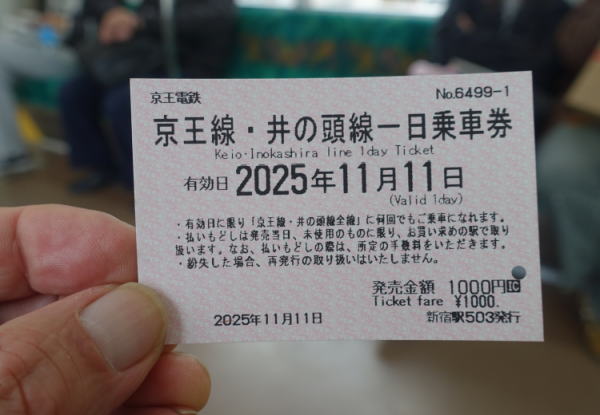 京王電鉄
No.6499-1
京王線・井の頭線一日乗車券
Keio・Inokashira line 1day Ticket
有効日 2025年11月11日
(Valid 1day)
・有効日に限り「京王線・井の頭線全線」に何回でもご乗車になれます。
・払いもどしは発売当日、未使用のものに限り、お買い求めの駅で取り
扱います。なお、払いもどしの際は、所定の手数料をいただきます。
・紛失した場合、再発行の取り扱いはいたしません。
発売金額 1000円IC
Ticket fare ¥1000.
2025年11月11日
新宿駅503発行